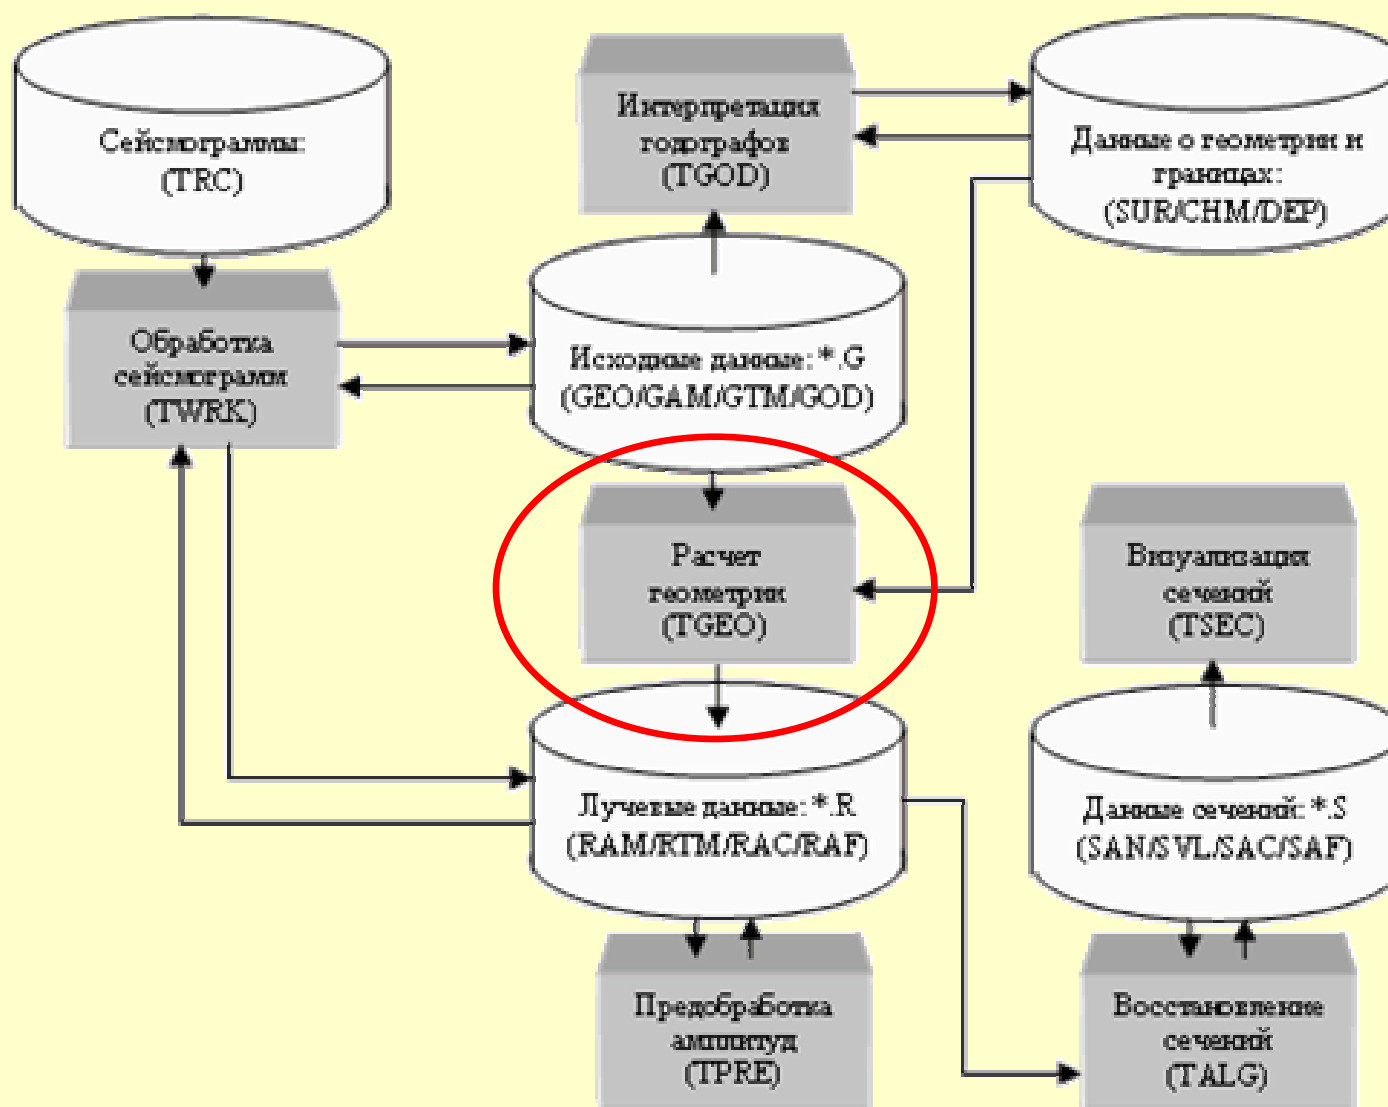 Сейсмограммы:
(TRC)
Интерпретация
годографов
(TGOD)
Данные о геометрии и
границах:
(SUR/CHM/DEP)
Обработка
сейсмограмм
(TWRK)
Исходные данные: *.G
(GEO/GAM/GTM/GOD)
Расчет
геометрии
(TGEO)
Визуализация
сечений
(TSEC)
Лучевые данные: *.R
(RAM/RTM/RAC/RAF)
Данные сечений: *.S
(SAN/SVL/SAC/SAF)
Предобработка
амплитуд
(TPRE)
Восстановление
сечений
(TALG)